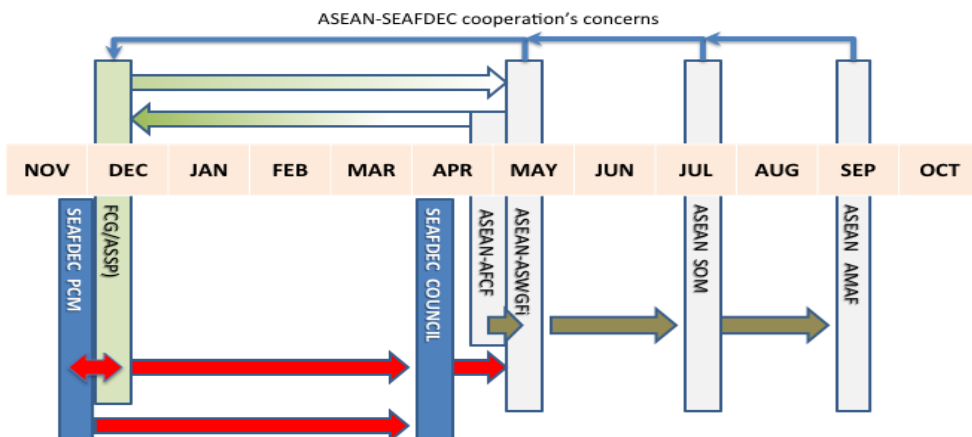 ASEAN-SEAFDEC cooperation's concerns
NOV DEC JAN FEB MAR APR MAY JUN JUL AUG SEP OCT
SEAFDEC PCM
FCG/ASSP)
SEAFDEC COUNCIL
ASEAN-AFCF
ASEAN-ASWGFi
ASEAN SOM
ASEAN AMAF